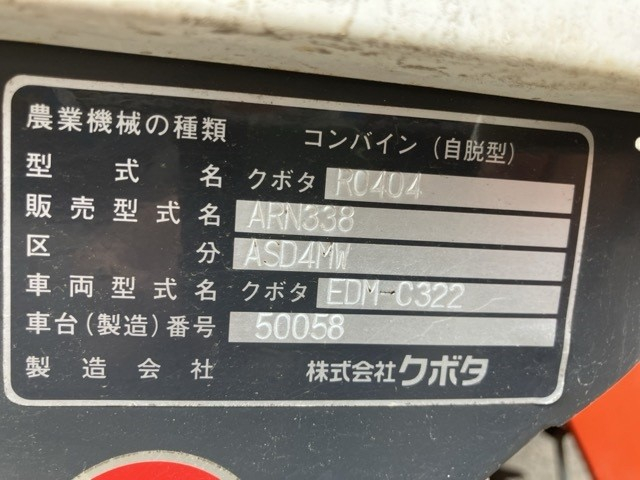 農業機械の種類 コンバイン(自脱型)
型式名 クボタ RO404
販売型式名 ARN338
区分 ASD4MW
車両型式名 クボタ EDM-C322
車台(製造)番号 50058
製造会社 株式会社クボタ